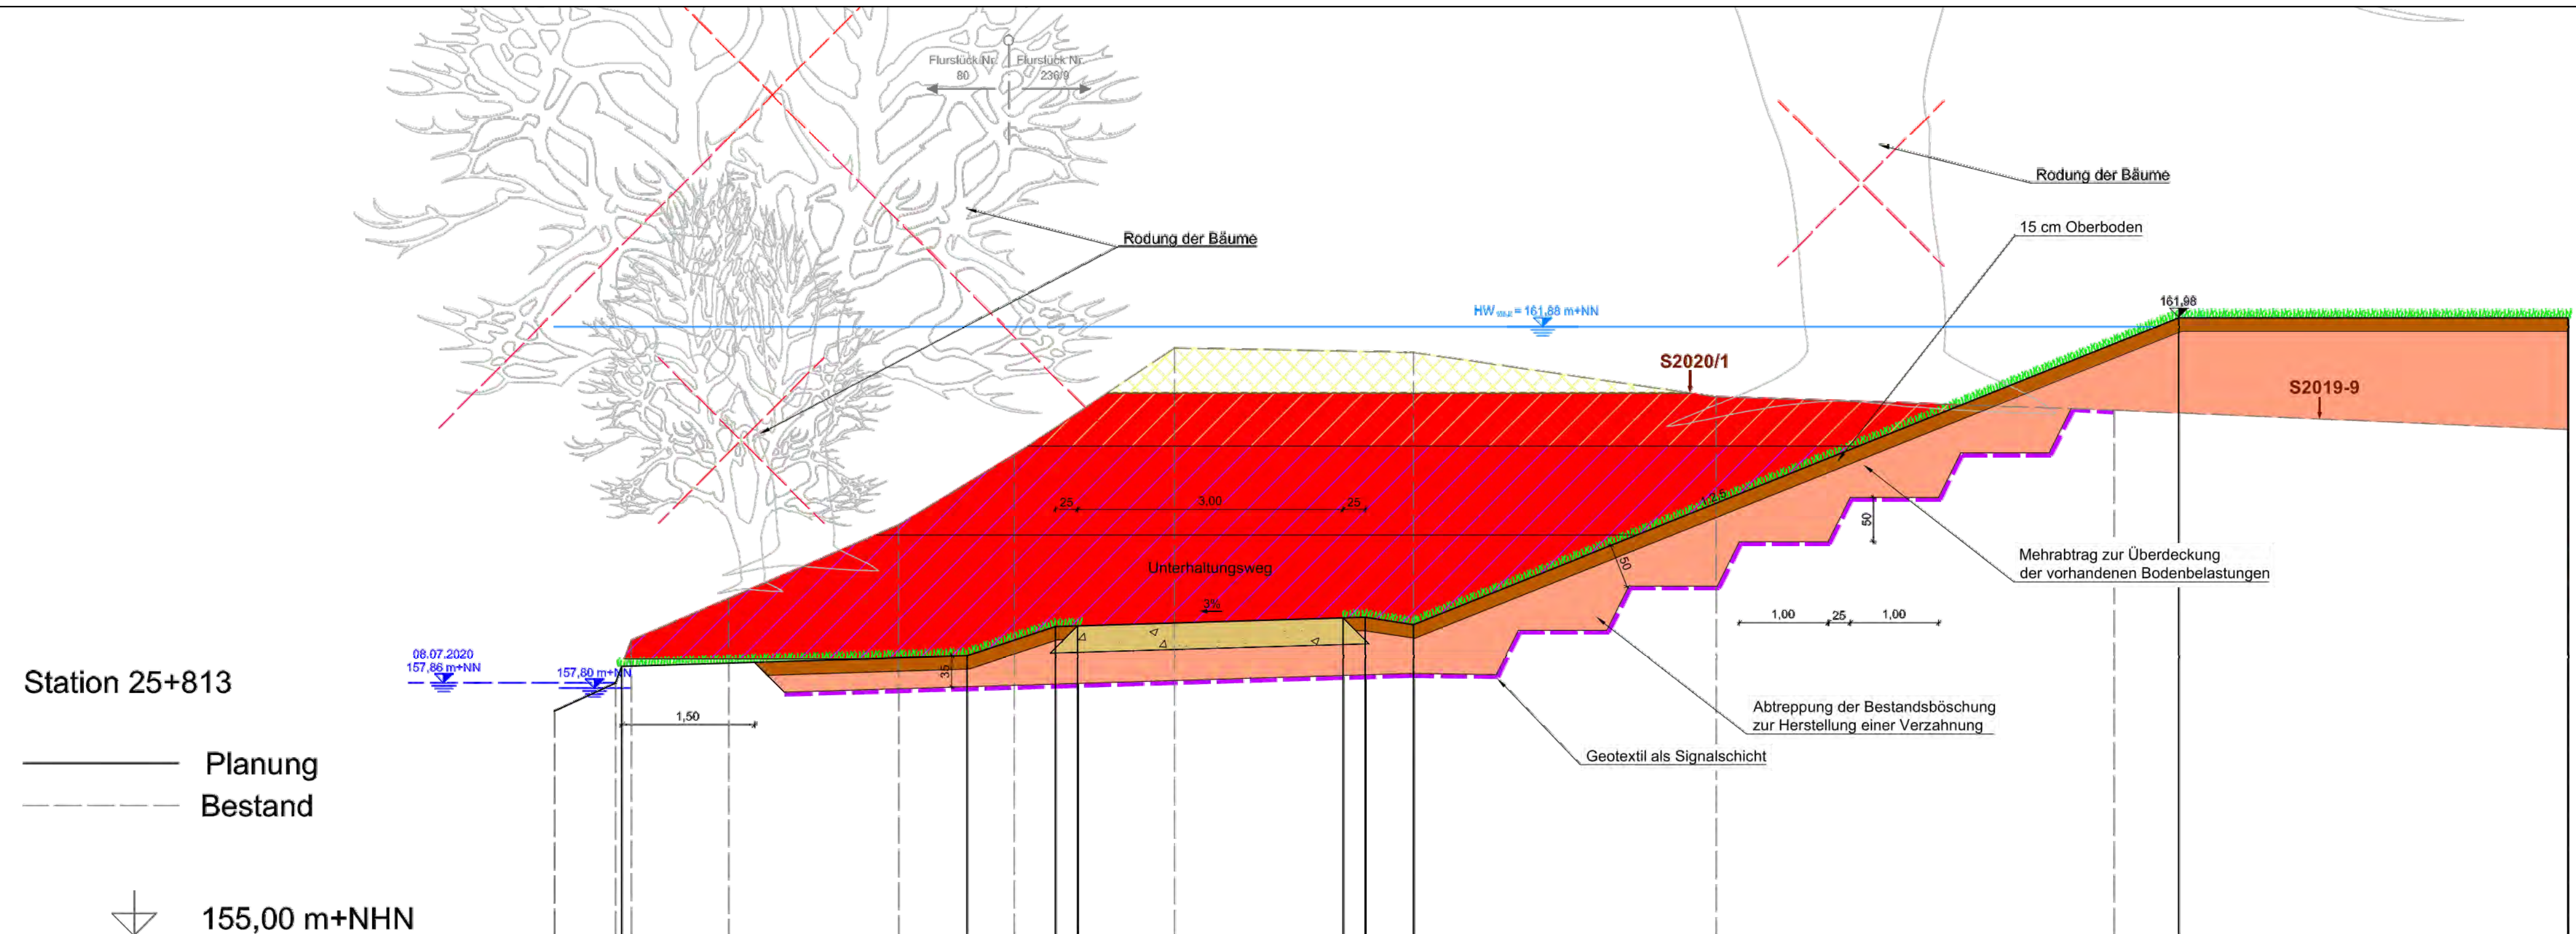 Flurstück Nr. Flurstück Nr.
80 236/9
Rodung der Bäume
Rodung der Bäume
15 cm Oberboden
HW = 161,88 m+NN
161,98
S2020/1
S2019-9
25 3,00 25
50
50
Mehrabtrag zur Überdeckung
der vorhandenen Bodenbelastungen
Unterhaltungsweg
3%
1,00 25 1,00
08.07.2020
157,86 m+NN
157,80 m+NN
35
Station 25+813
1,50
Abtreppung der Bestandsböschung
zur Herstellung einer Verzahnung
Geotextil als Signalschicht
Planung
Bestand
155,00 m+NHN